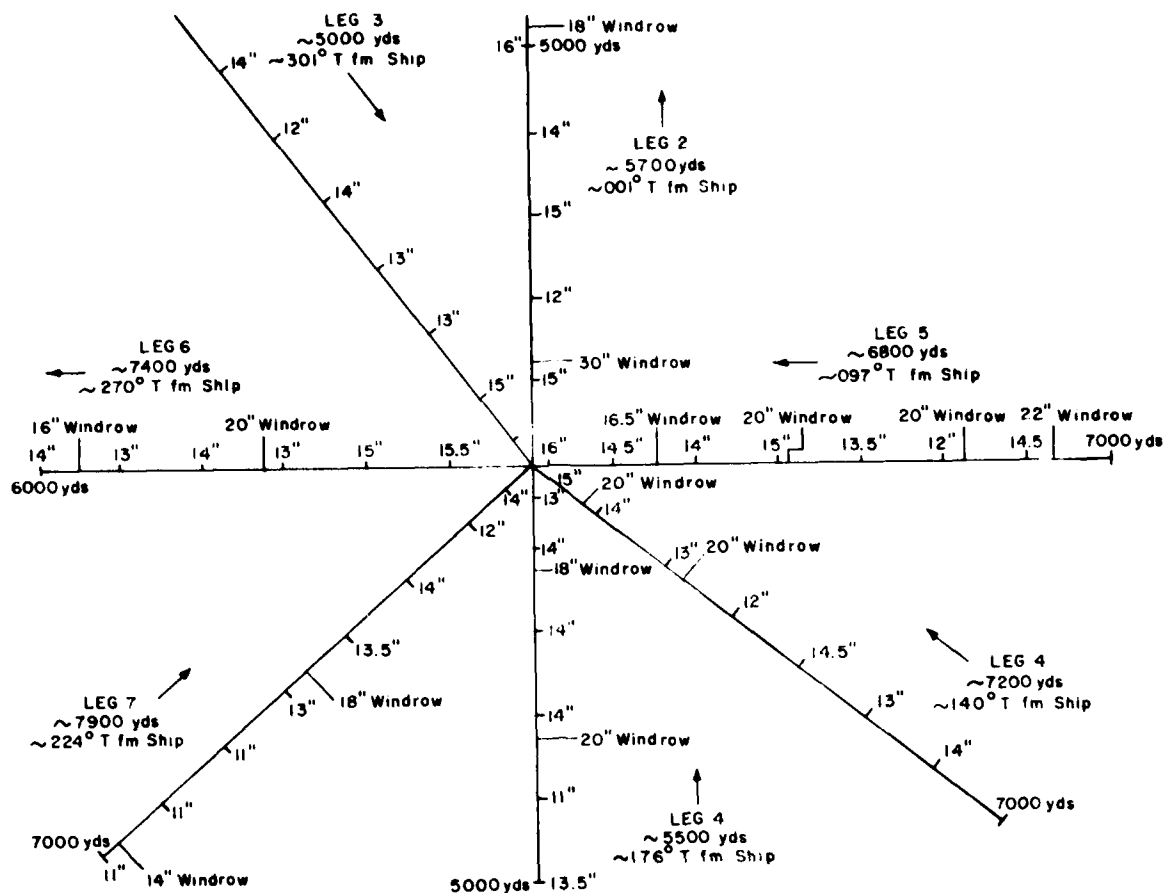 LEG 3
~5000 yds
~301° T fm Ship
14"
12"
14"
13"
13"
15"
18" Windrow
16" 5000 yds
14"
15"
12"
30" Windrow
15"
LEG 2
~5700 yds
~001° T fm Ship
LEG 6
~7400 yds
~270° T fm Ship
LEG 5
~6800 yds
~097° T fm Ship
16" Windrow
20" Windrow
16.5" Windrow
20" Windrow
20" Windrow
22" Windrow
14" 13" 14" 13" 15" 15.5" 16" 14.5" 14" 15" 13.5" 12" 14.5" 7000 yds
6000 yds
15"
20" Windrow
14"
13"
20" Windrow
12"
14.5"
13"
14"
7000 yds
LEG 4
~7200 yds
~140° T fm Ship
13"
14"
18" Windrow
14"
14"
20" Windrow
11"
5000 yds 13.5"
LEG 4
~5500 yds
~176° T fm Ship
14"
12"
14"
13.5"
18" Windrow
13"
11"
11"
7000 yds
11"
14" Windrow
LEG 7
~7900 yds
~224° T fm Ship